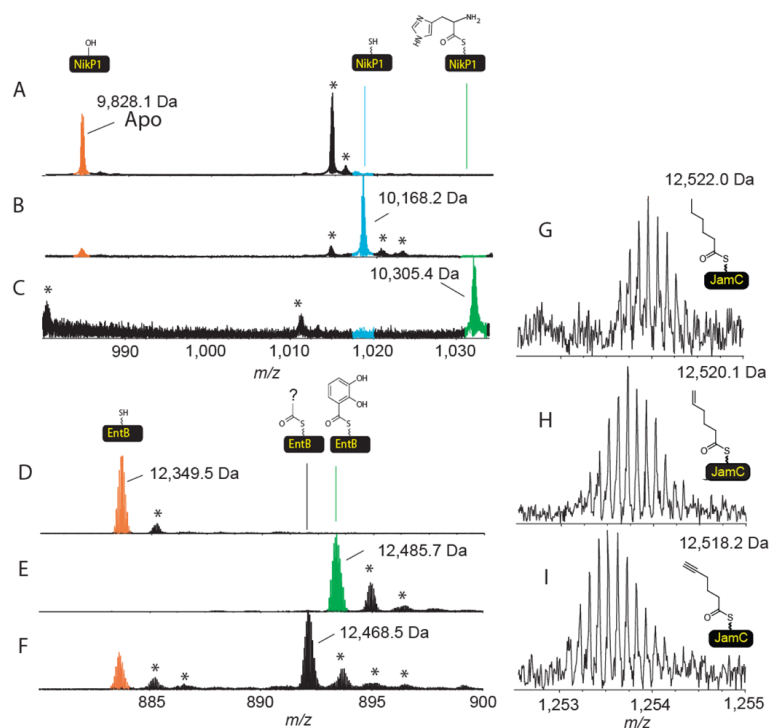 OH
NikP1
SH
NikP1
N
HN
NH₂
O
S
NikP1
A
9,828.1 Da
Apo
*
*
B
10,168.2 Da
*
*
*
C
10,305.4 Da
*
*
990
1,000
1,010
1,020
1,030
m/z
SH
EntB
?
O
S
EntB
OH
OH
O
S
EntB
D
12,349.5 Da
*
E
12,485.7 Da
*
*
F
12,468.5 Da
*
*
*
*
*
885
890
895
900
m/z
12,522.0 Da
G
O
S
JamC
12,520.1 Da
H
O
S
JamC
12,518.2 Da
I
O
S
JamC
1,253
1,254
1,255
m/z